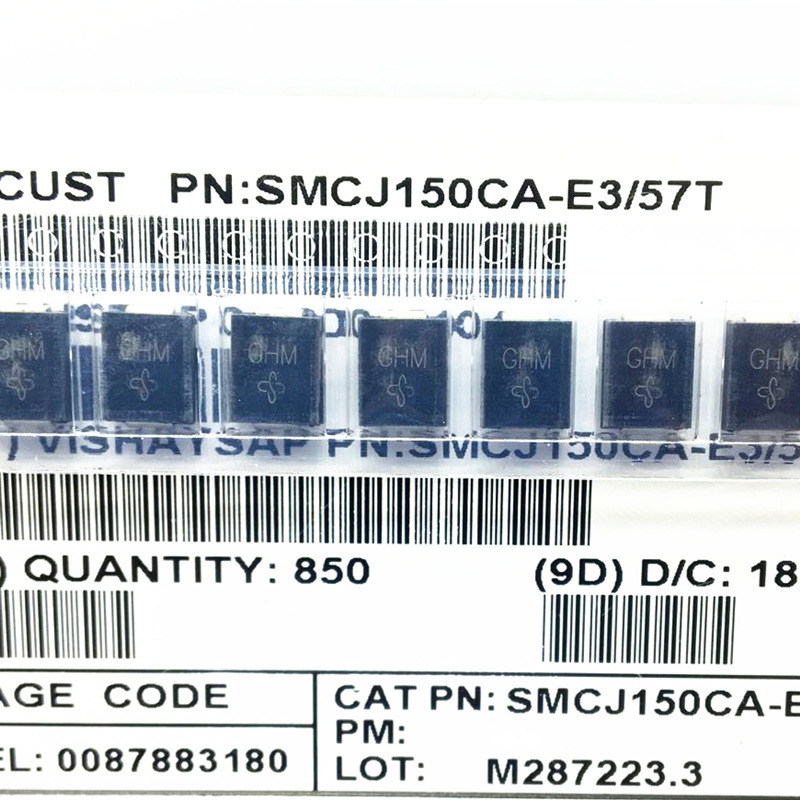 CUST PN:SMCJ150CA-E3/57T
GHM GHM GHM GHM GHM GHM GHM
) VISHAYSAP PN:SMCJ150CA-E3/5
) QUANTITY: 850 (9D) D/C: 18
AGE CODE
CAT PN: SMCJ150CA-E
PM:
EL: 0087883180
LOT: M287223.3